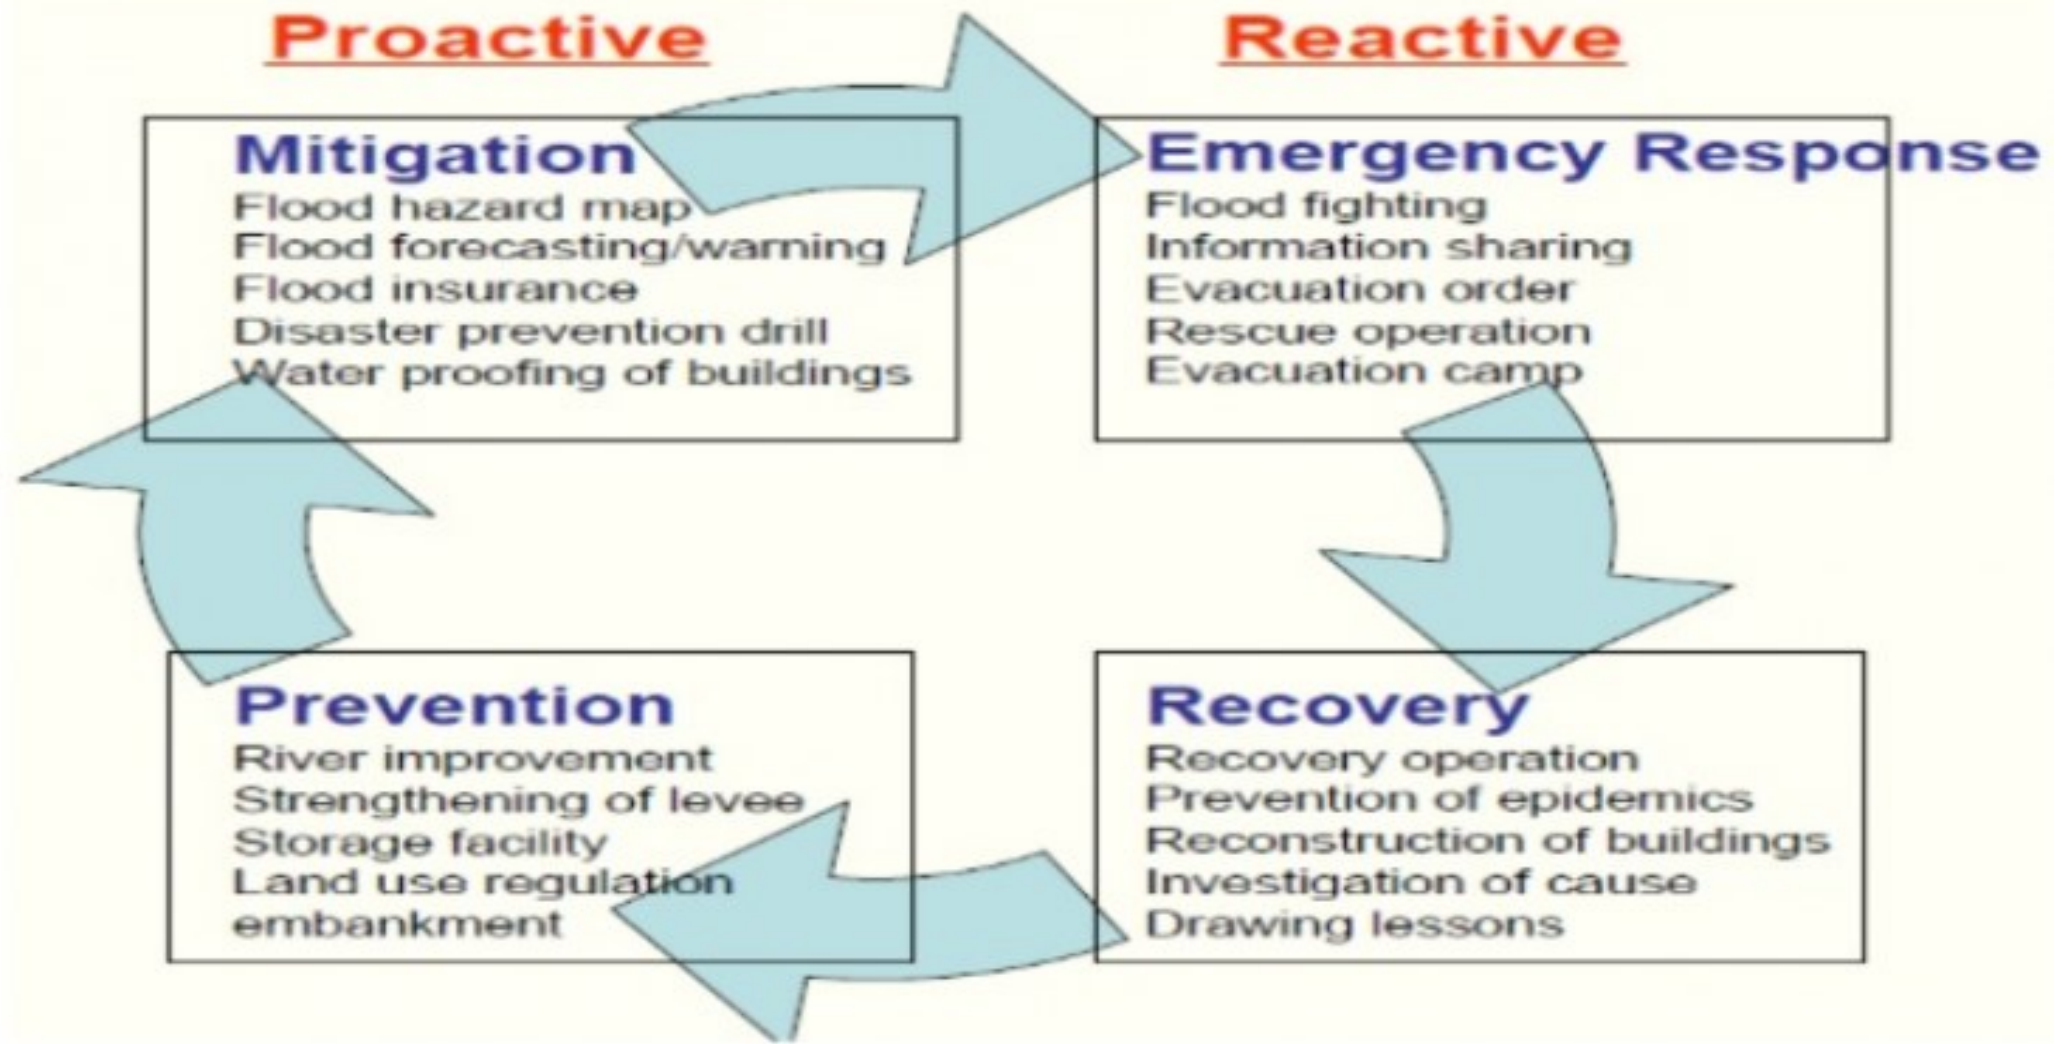 Proactive
Reactive
Mitigation
Flood hazard map
Flood forecasting/warning
Flood insurance
Disaster prevention drill
Water proofing of buildings
Emergency Response
Flood fighting
Information sharing
Evacuation order
Rescue operation
Evacuation camp
Prevention
River improvement
Strengthening of levee
Storage facility
Land use regulation
embankment
Recovery
Recovery operation
Prevention of epidemics
Reconstruction of buildings
Investigation of cause
Drawing lessons